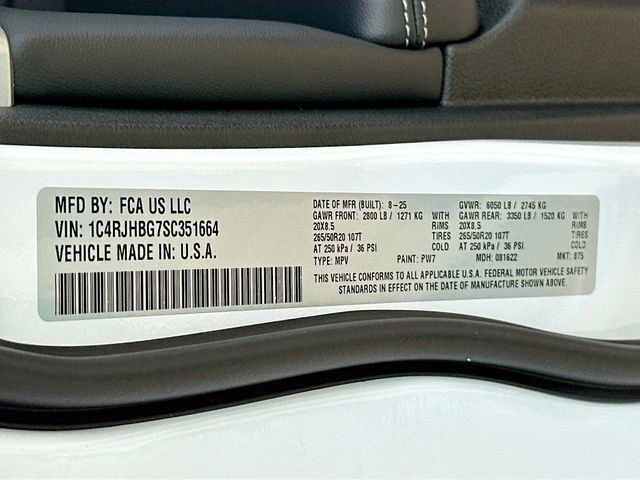 MFD BY: FCA US LLC
VIN: 1C4RJHBG7SC351664
VEHICLE MADE IN: U.S.A.
DATE OF MFR (BUILT): 8-25 GVWR: 6050 LB / 2745 KG
GAWR FRONT: 2800 LB / 1271 KG GAWR REAR: 3350 LB / 1520 KG
20X8.5 RIMS 20X8.5 RIMS
265/50R20 107T TIRES 265/50R20 107T TIRES
AT 250 kPa / 36 PSI COLD AT 250 kPa / 36 PSI COLD
TYPE: MPV PAINT: PW7 MDH: 081622 MKT: 875
THIS VEHICLE CONFORMS TO ALL APPLICABLE U.S.A. FEDERAL MOTOR VEHICLE SAFETY
STANDARDS IN EFFECT ON THE DATE OF MANUFACTURE SHOWN ABOVE.